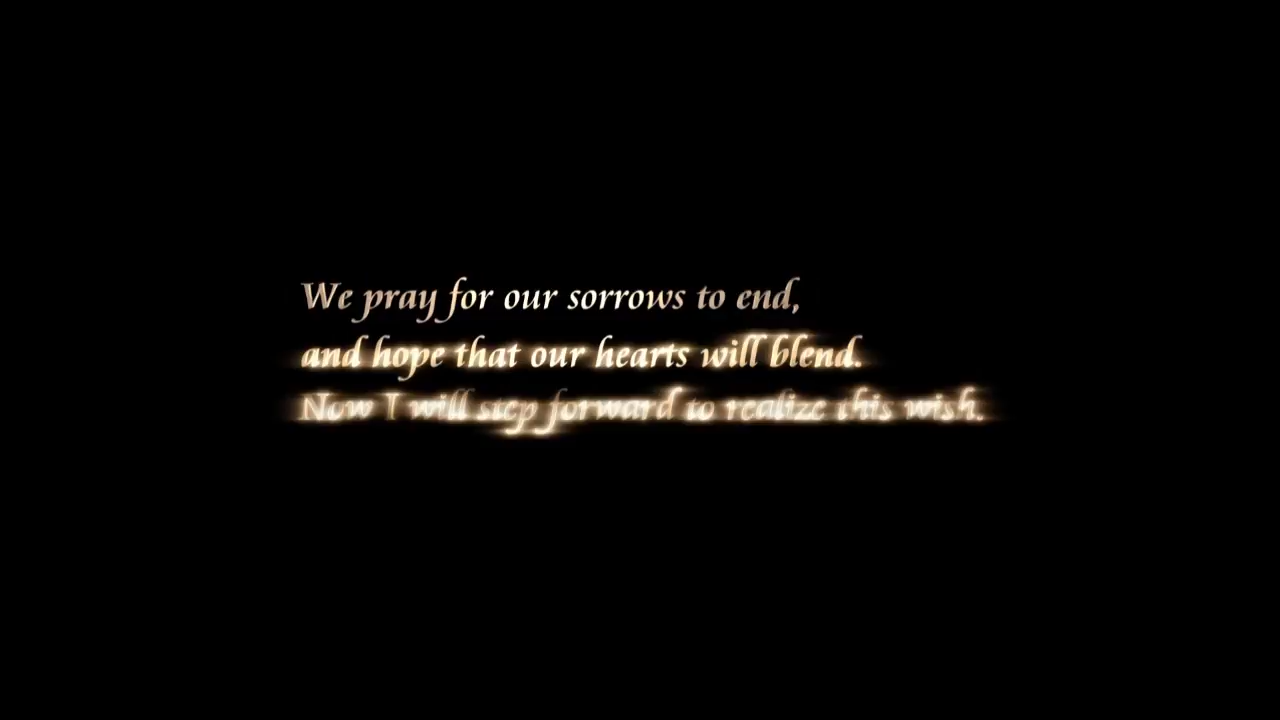 We pray for our sorrows to end,
and hope that our hearts will blend.
Now I will step forward to realize this wish.